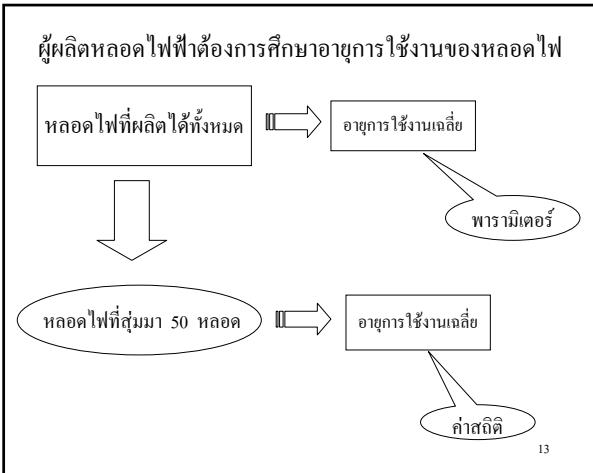 ผู้ผลิตหลอดไฟฟ้าต้องการศึกษาอายุการใช้งานของหลอดไฟ
หลอดไฟที่ผลิตได้ทั้งหมด
อายุการใช้งานเฉลี่ย
พารามิเตอร์
หลอดไฟที่สุ่มมา 50 หลอด
อายุการใช้งานเฉลี่ย
ค่าสถิติ
13